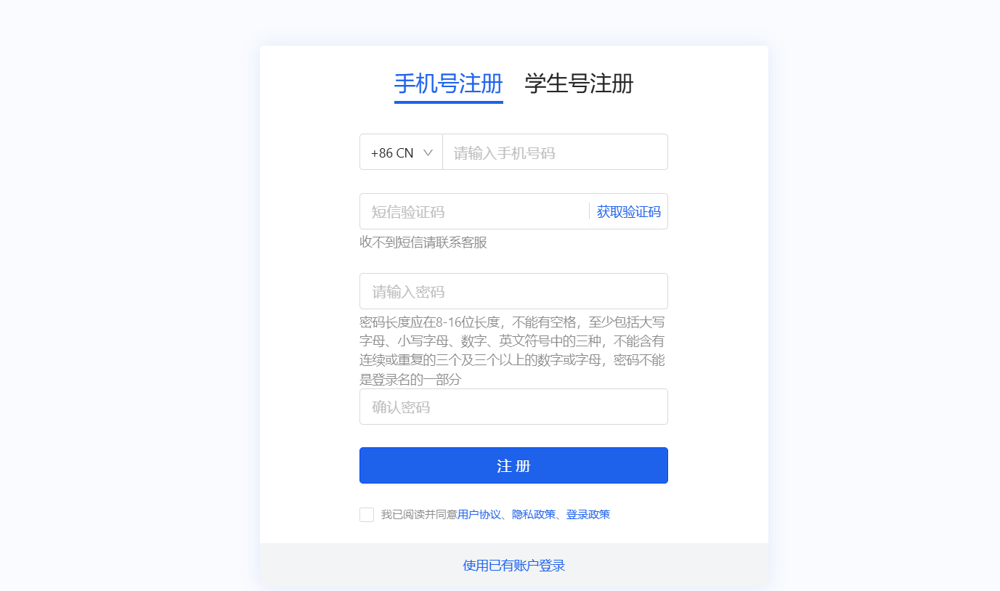 手机号注册 学生号注册
+86 CN 请输入手机号码
短信验证码 获取验证码
收不到短信请联系客服
请输入密码
密码长度应在8-16位长度，不能有空格，至少包括大写
字母、小写字母、数字、英文符号中的三种，不能含有
连续或重复的三个及三个以上的数字或字母，密码不能
是登录名的一部分
确认密码
注 册
我已阅读并同意用户协议、隐私政策、登录政策
使用已有账户登录